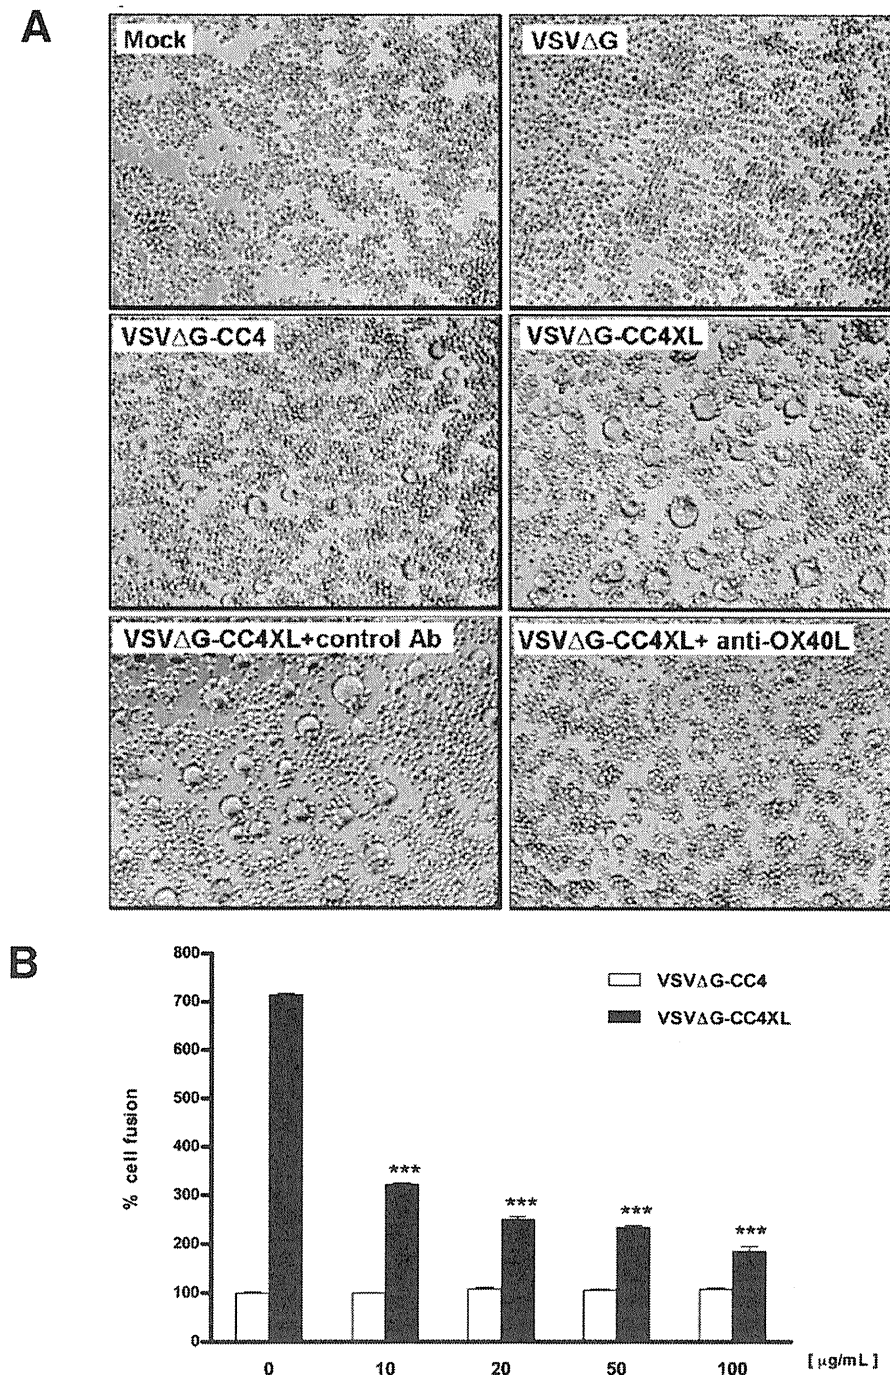 A
Mock
VSVΔG
VSVΔG-CC4
VSVΔG-CC4XL
VSVΔG-CC4XL+control Ab
VSVΔG-CC4XL+ anti-OX40L
B
800
700
600
500
400
300
200
100
0
% cell fusion
VSVΔG-CC4
VSVΔG-CC4XL
***
***
***
***
0 10 20 50 100 [ μg/mL ]